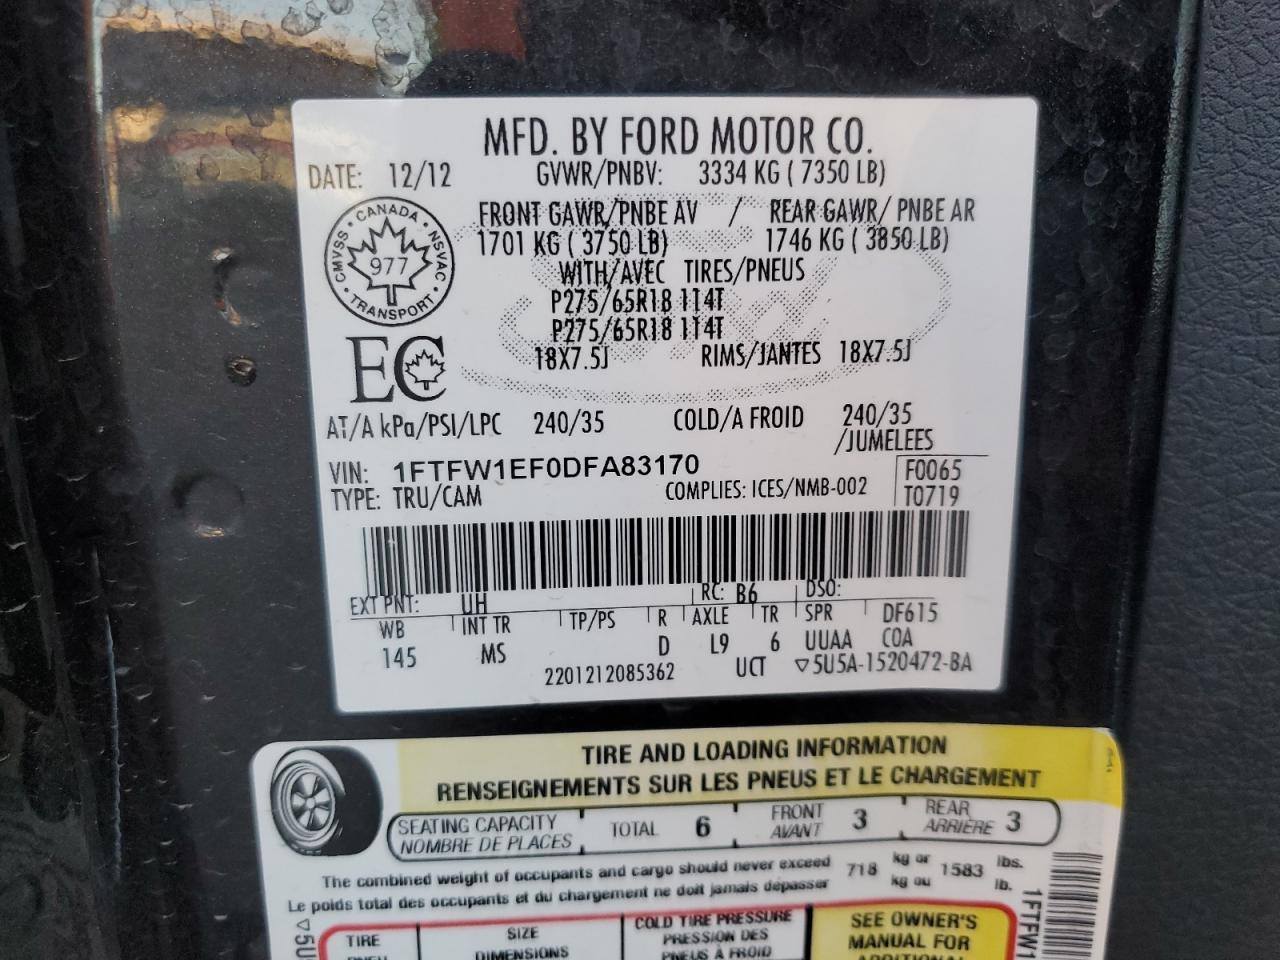 MFD. BY FORD MOTOR CO.
DATE: 12/12 GVWR/PNBV: 3334 KG ( 7350 LB)
FRONT GAWR/PNBE AV / REAR GAWR/ PNBE AR
1701 KG ( 3750 LB) 1746 KG ( 3850 LB)
WITH/AVEC TIRES/PNEUS
P275/65R18 114T
P275/65R18 114T
18X7.5J RIMS/JANTES 18X7.5J
CANADA
CMVSS 977 NSVAC
TRANSPORT
EC
AT/A kPa/PSI/LPC 240/35 COLD/A FROID 240/35
/JUMELEES
VIN: 1FTFW1EF0DFA83170 F0065
TYPE: TRU/CAM COMPLIES: ICES/NMB-002 T0719
EXT PNT: UH RC: B6 DSO:
WB INT TR TP/PS R AXLE TR SPR DF615
145 MS D L9 6 UUAA COA
2201212085362 UCT ▽5U5A-1520472-BA
TIRE AND LOADING INFORMATION
RENSEIGNEMENTS SUR LES PNEUS ET LE CHARGEMENT
SEATING CAPACITY TOTAL 6 FRONT 3 REAR 3
NOMBRE DE PLACES AVANT ARRIÈRE
The combined weight of occupants and cargo should never exceed 718 kg or 1583 lbs.
Le poids total des occupants et du chargement ne doit jamais dépasser kg ou lb.
TIRE SIZE COLD TIRE PRESSURE SEE OWNER'S
DIMENSIONS PRESSION DES MANUAL FOR
PNEUS À FROID ADDITIONAL
▽5U
1FTFW1